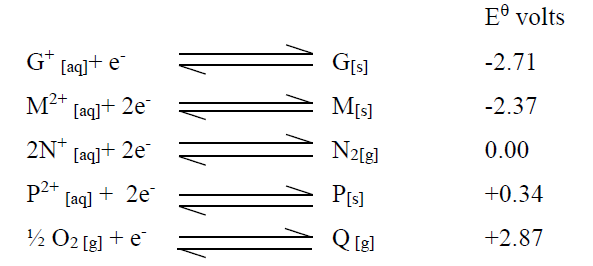 E^θ volts
G⁺ [aq]+ e⁻ ⇌ G[s] -2.71
M²⁺ [aq]+ 2e⁻ ⇌ M[s] -2.37
2N⁺ [aq]+ 2e⁻ ⇌ N₂[g] 0.00
P²⁺ [aq] + 2e⁻ ⇌ P[s] +0.34
½ O₂ [g] + e⁻ ⇌ Q [g] +2.87